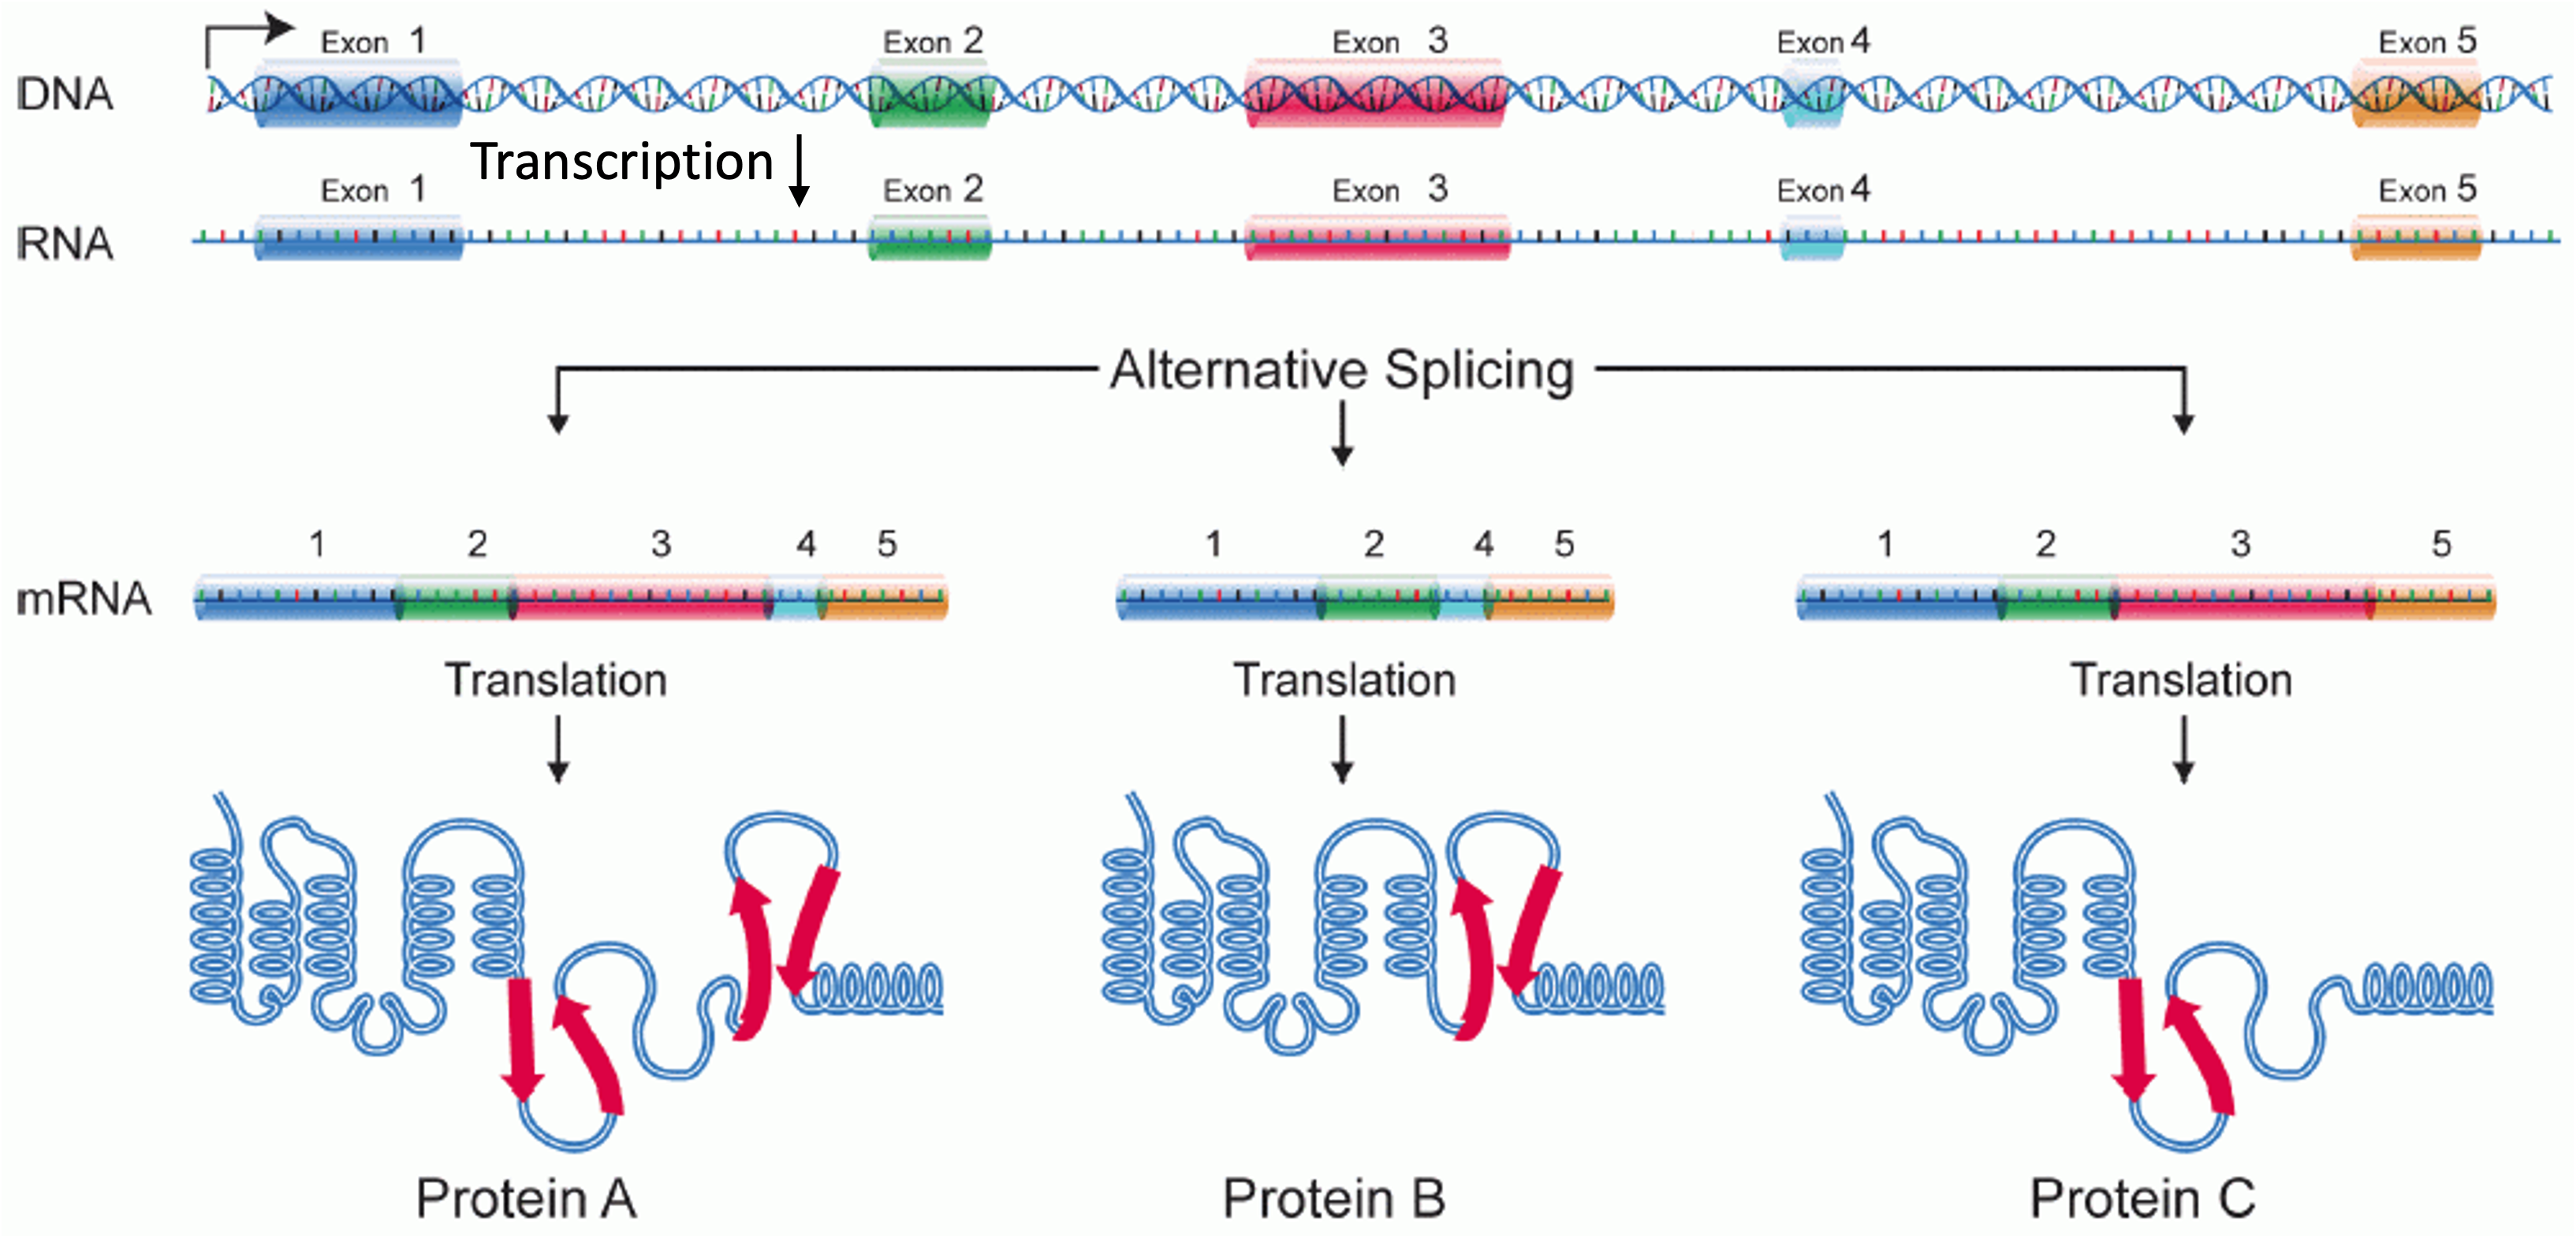 Exon 1 Exon 2 Exon 3 Exon 4 Exon 5
DNA
Transcription
Exon 1 Exon 2 Exon 3 Exon 4 Exon 5
RNA
Alternative Splicing
1 2 3 4 5 1 2 4 5 1 2 3 5
mRNA
Translation Translation Translation
Protein A Protein B Protein C